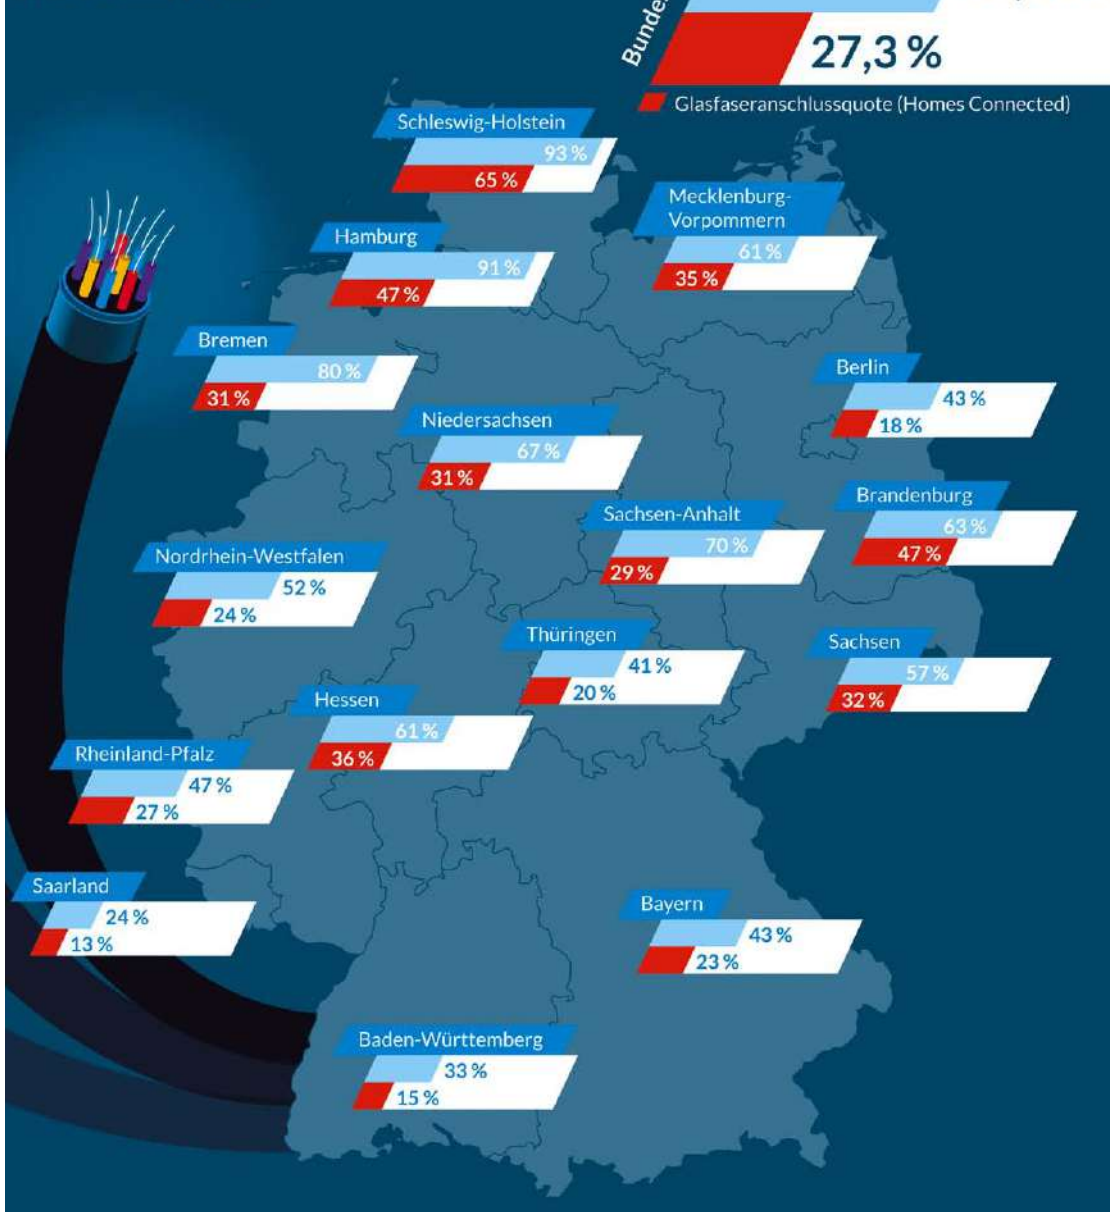 27,3 %
Glasfaseranschlussquote (Homes Connected)
Schleswig-Holstein
93 %
65 %
Mecklenburg-
Vorpommern
61 %
35 %
Hamburg
91 %
47 %
Bremen
80 %
31 %
Berlin
43 %
18 %
Niedersachsen
67 %
31 %
Brandenburg
63 %
47 %
Sachsen-Anhalt
70 %
29 %
Nordrhein-Westfalen
52 %
24 %
Thüringen
41 %
20 %
Sachsen
57 %
32 %
Hessen
61 %
36 %
Rheinland-Pfalz
47 %
27 %
Saarland
24 %
13 %
Bayern
43 %
23 %
Baden-Württemberg
33 %
15 %